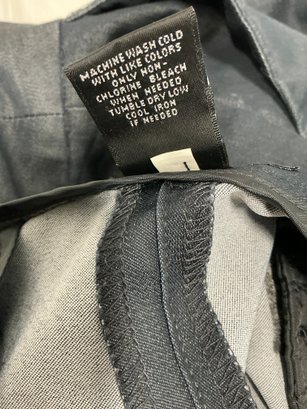 MACHINE WASH COLD
WITH LIKE COLORS
ONLY NON-
CHLORINE BLEACH
WHEN NEEDED
TUMBLE DRY LOW
COOL IRON
IF NEEDED